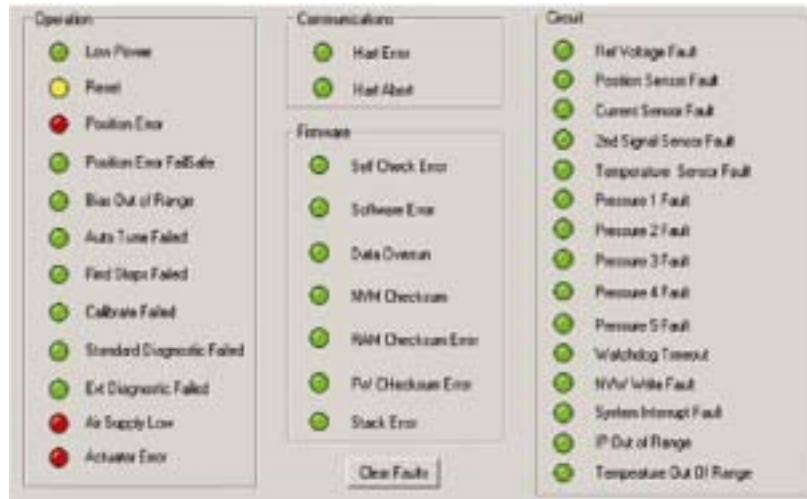 Operation
Low Power
Reset
Position Error
Position Error FailSafe
Bias Out of Range
Auto Tune Failed
Find Stops Failed
Calibrate Failed
Standard Diagnostic Failed
Ext Diagnostic Failed
Air Supply Low
Actuator Error
Communications
Hart Error
Hart Abort
Firmware
Self Check Error
Software Error
Data Overrun
NVM Checksum
RAM Checksum Error
FW CHecksum Error
Stack Error
Clear Faults
Circuit
Ref Voltage Fault
Position Sensor Fault
Current Sensor Fault
2nd Signal Sensor Fault
Temperature Sensor Fault
Pressure 1 Fault
Pressure 2 Fault
Pressure 3 Fault
Pressure 4 Fault
Pressure 5 Fault
Watchdog Timeout
Write Fault
System Interrupt Fault
IP Out of Range
Tempeature Out Of Range